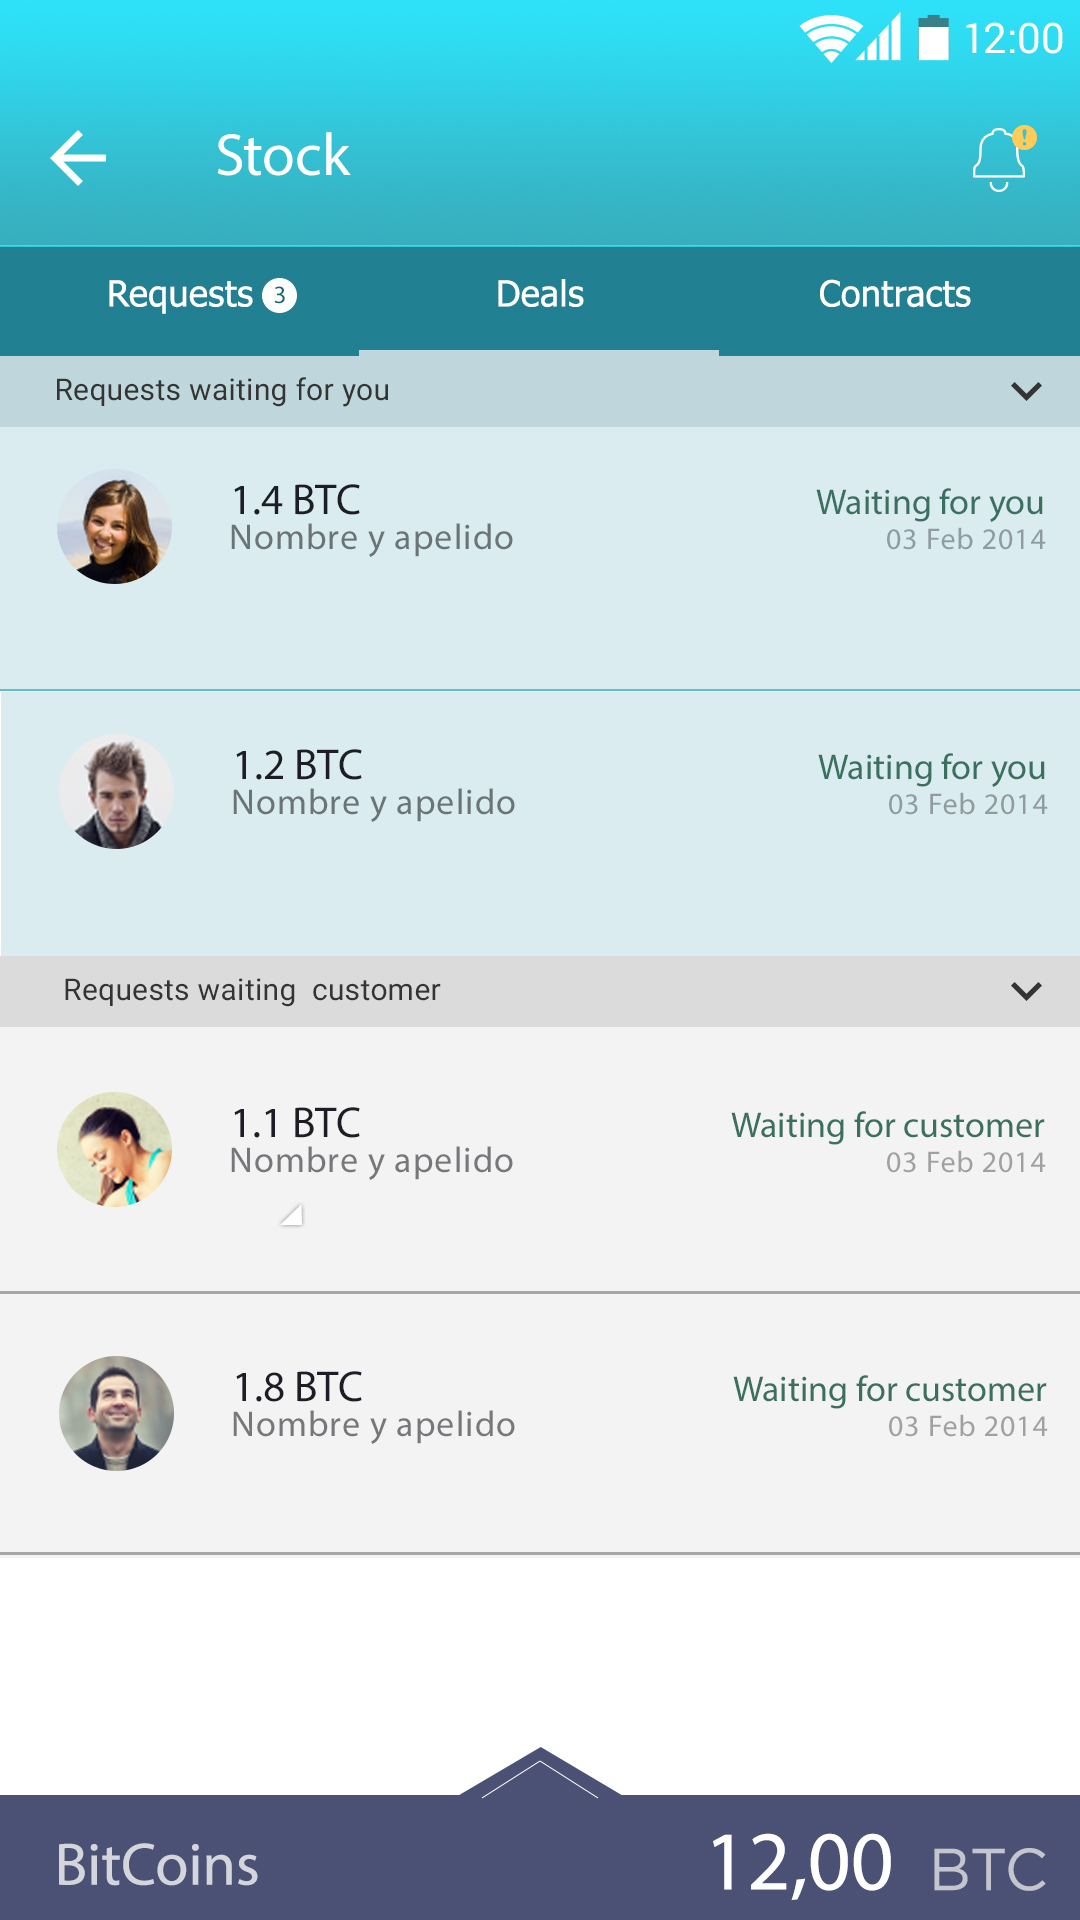 12:00
Stock
Requests 3
Deals
Contracts
Requests waiting for you
1.4 BTC
Waiting for you
Nombre y apelido
03 Feb 2014
1.2 BTC
Waiting for you
Nombre y apelido
03 Feb 2014
Requests waiting  customer
1.1 BTC
Waiting for customer
Nombre y apelido
03 Feb 2014
1.8 BTC
Waiting for customer
Nombre y apelido
03 Feb 2014
BitCoins
12,00 BTC